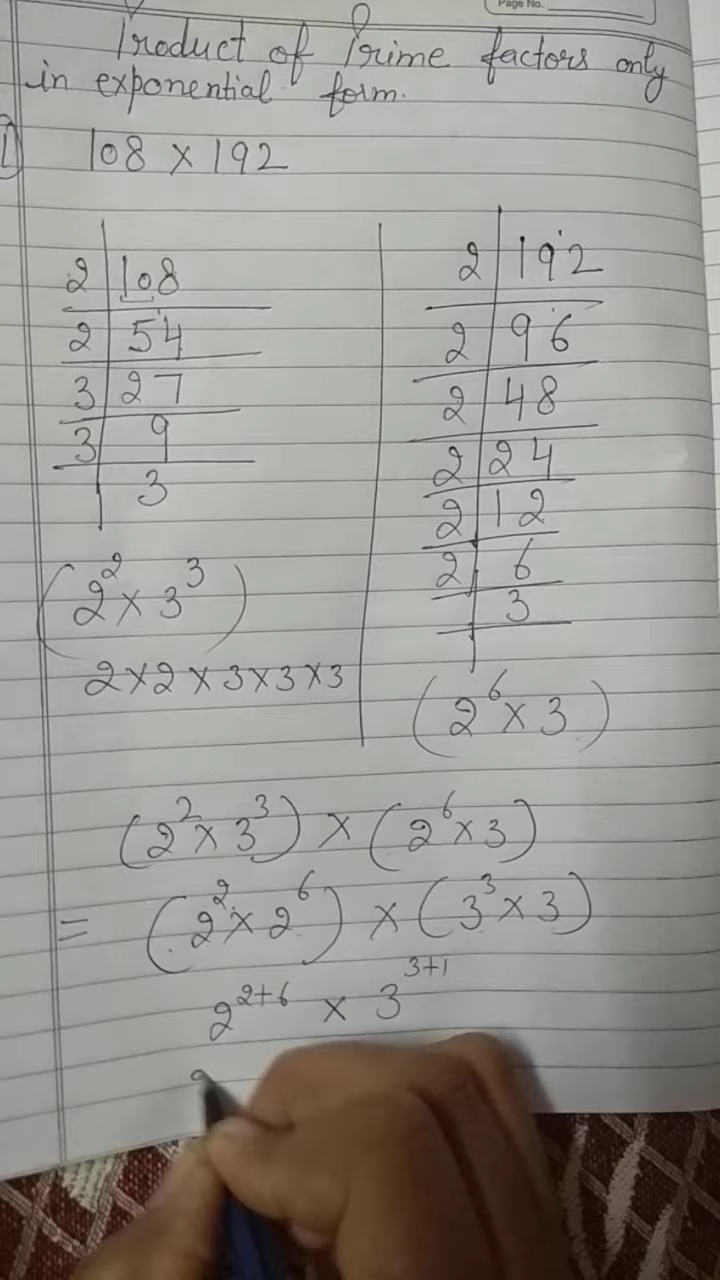 Page No.
Product of Prime factors only
in exponential form.
1 108 × 192
2 108
2 54
3 27
3 9
3
(2² × 3³)
2×2×3×3×3
2 192
2 96
2 48
2 24
2 12
2 6
3
(2⁶ × 3)
(2² × 3³) × (2⁶ × 3)
= (2² × 2⁶) × (3³ × 3)
2²⁺⁶ × 3³⁺¹